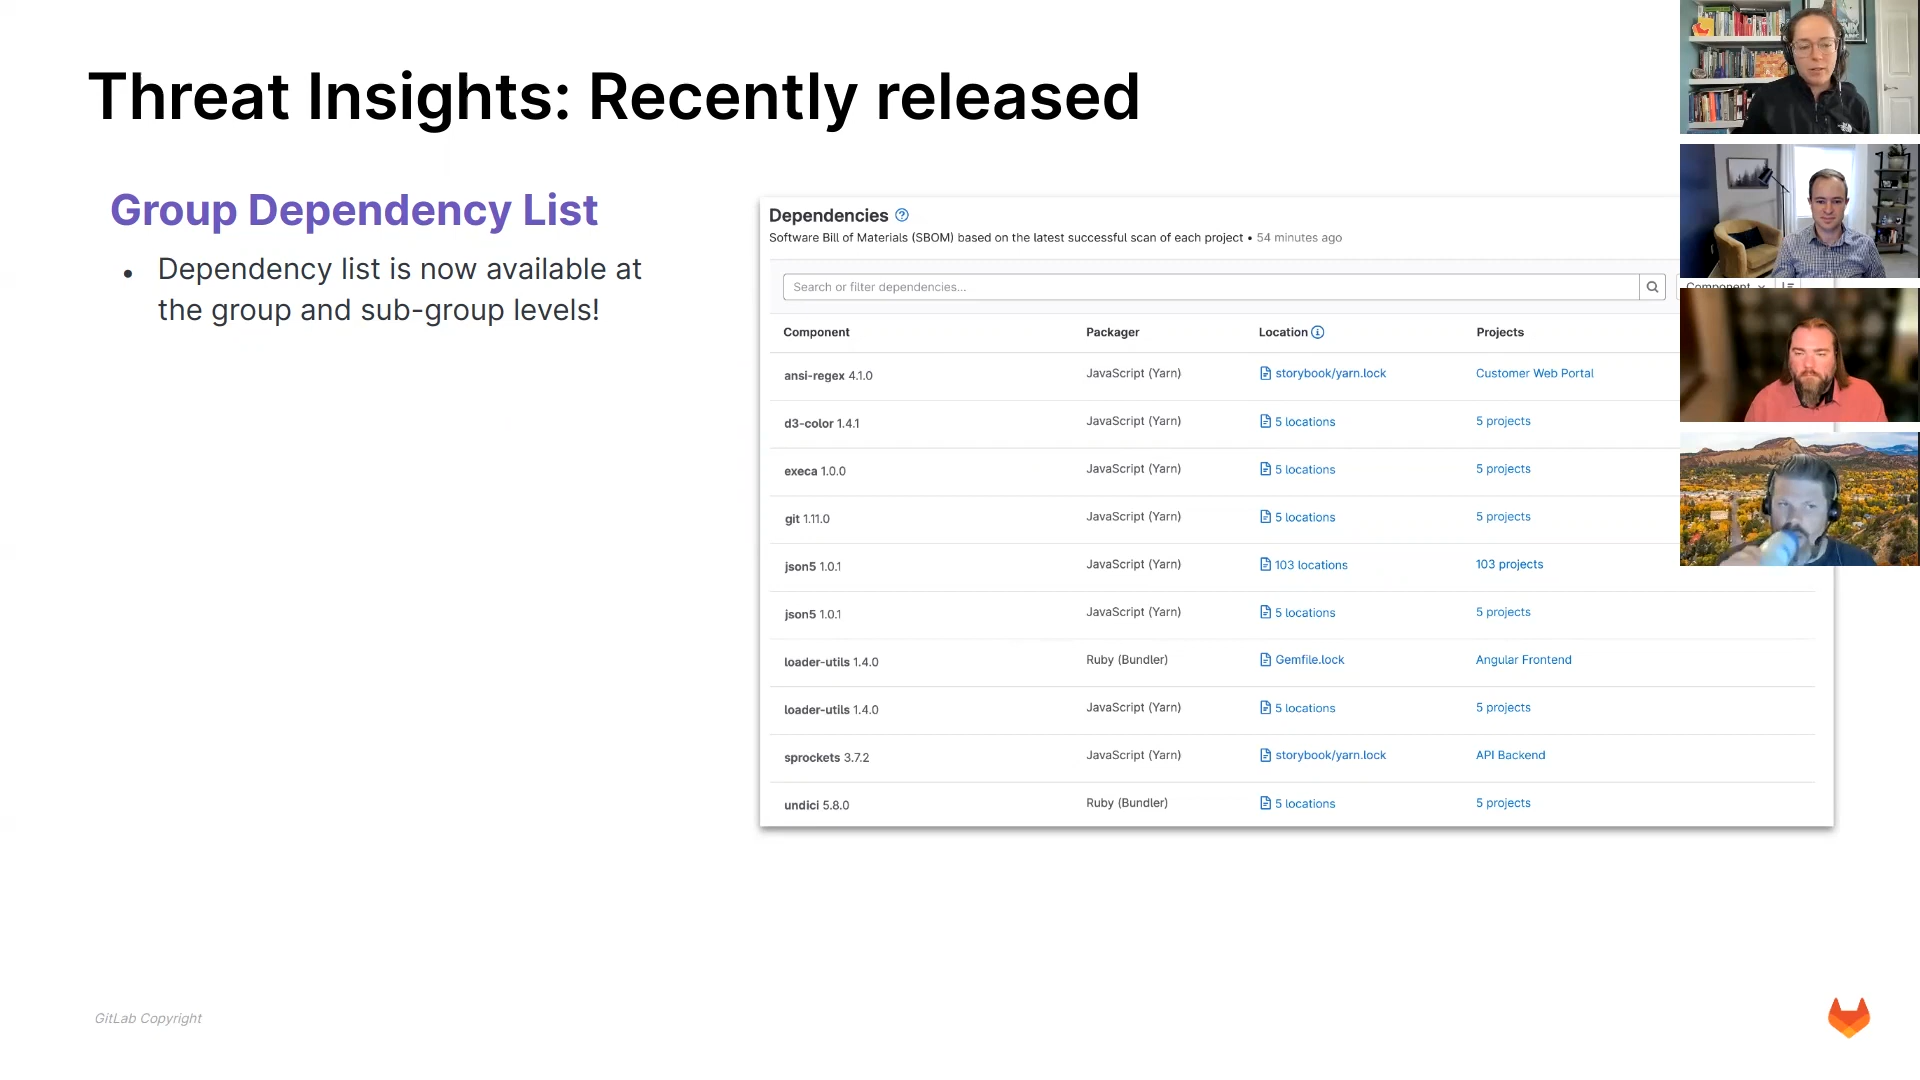 Threat Insights: Recently released
Group Dependency List
• Dependency list is now available at
the group and sub-group levels!
Dependencies
Software Bill of Materials (SBOM) based on the latest successful scan of each project • 54 minutes ago
Search or filter dependencies...
Component
Component Packager Location Projects
ansi-regex 4.1.0 JavaScript (Yarn) storybook/yarn.lock Customer Web Portal
d3-color 1.4.1 JavaScript (Yarn) 5 locations 5 projects
execa 1.0.0 JavaScript (Yarn) 5 locations 5 projects
git 1.11.0 JavaScript (Yarn) 5 locations 5 projects
json5 1.0.1 JavaScript (Yarn) 103 locations 103 projects
json5 1.0.1 JavaScript (Yarn) 5 locations 5 projects
loader-utils 1.4.0 Ruby (Bundler) Gemfile.lock Angular Frontend
loader-utils 1.4.0 JavaScript (Yarn) 5 locations 5 projects
sprockets 3.7.2 JavaScript (Yarn) storybook/yarn.lock API Backend
undici 5.8.0 Ruby (Bundler) 5 locations 5 projects
GitLab Copyright